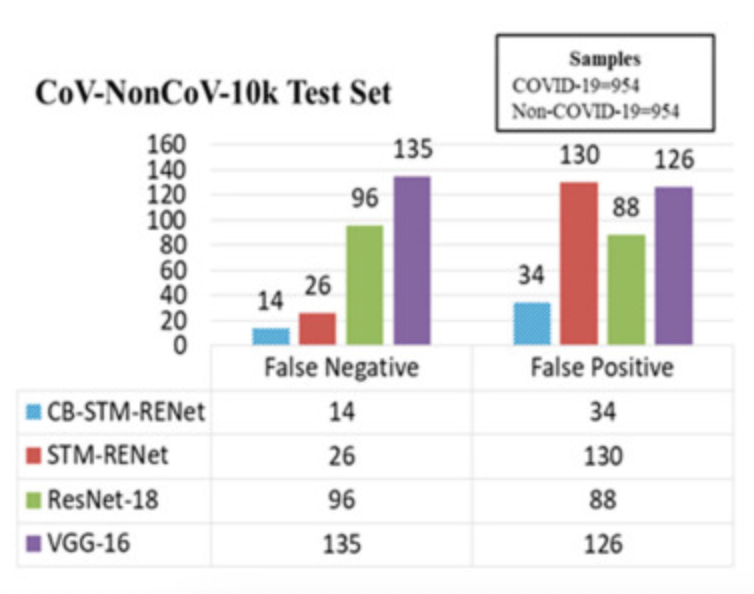 Samples
COVID-19=954
Non-COVID-19=954
CoV-NonCoV-10k Test Set
160
140
120
100
80
60
40
20
0
14
26
96
135
34
130
88
126
False Negative False Positive
CB-STM-RENet 14 34
STM-RENet 26 130
ResNet-18 96 88
VGG-16 135 126